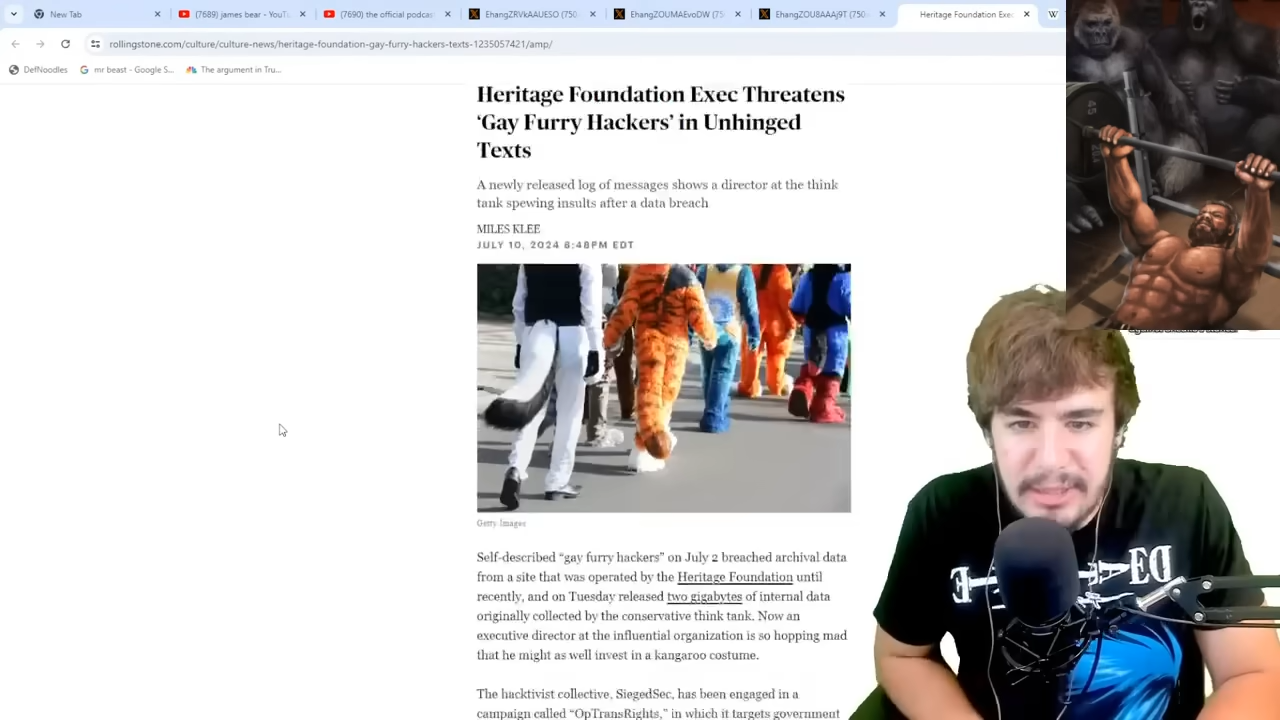 New Tab
(7689) james bear - YouTu
(7690) the official podcas
EhangZRVkAAUESO (750
EhangZOUMAEvoDW (75
EhangZOU8AAAj9T (750
Heritage Foundation Exec
rollingstone.com/culture/culture-news/heritage-foundation-gay-furry-hackers-texts-1235057421/amp/
DefNoodles
mr beast - Google S...
The argument in Tru...
Heritage Foundation Exec Threatens
‘Gay Furry Hackers’ in Unhinged
Texts
A newly released log of messages shows a director at the think
tank spewing insults after a data breach
MILES KLEE
JULY 10, 2024 8:48PM EDT
Getty Images
Self-described “gay furry hackers” on July 2 breached archival data
from a site that was operated by the Heritage Foundation until
recently, and on Tuesday released two gigabytes of internal data
originally collected by the conservative think tank. Now an
executive director at the influential organization is so hopping mad
that he might as well invest in a kangaroo costume.
The hacktivist collective, SiegedSec, has been engaged in a
campaign called “OpTransRights,” in which it targets government
45